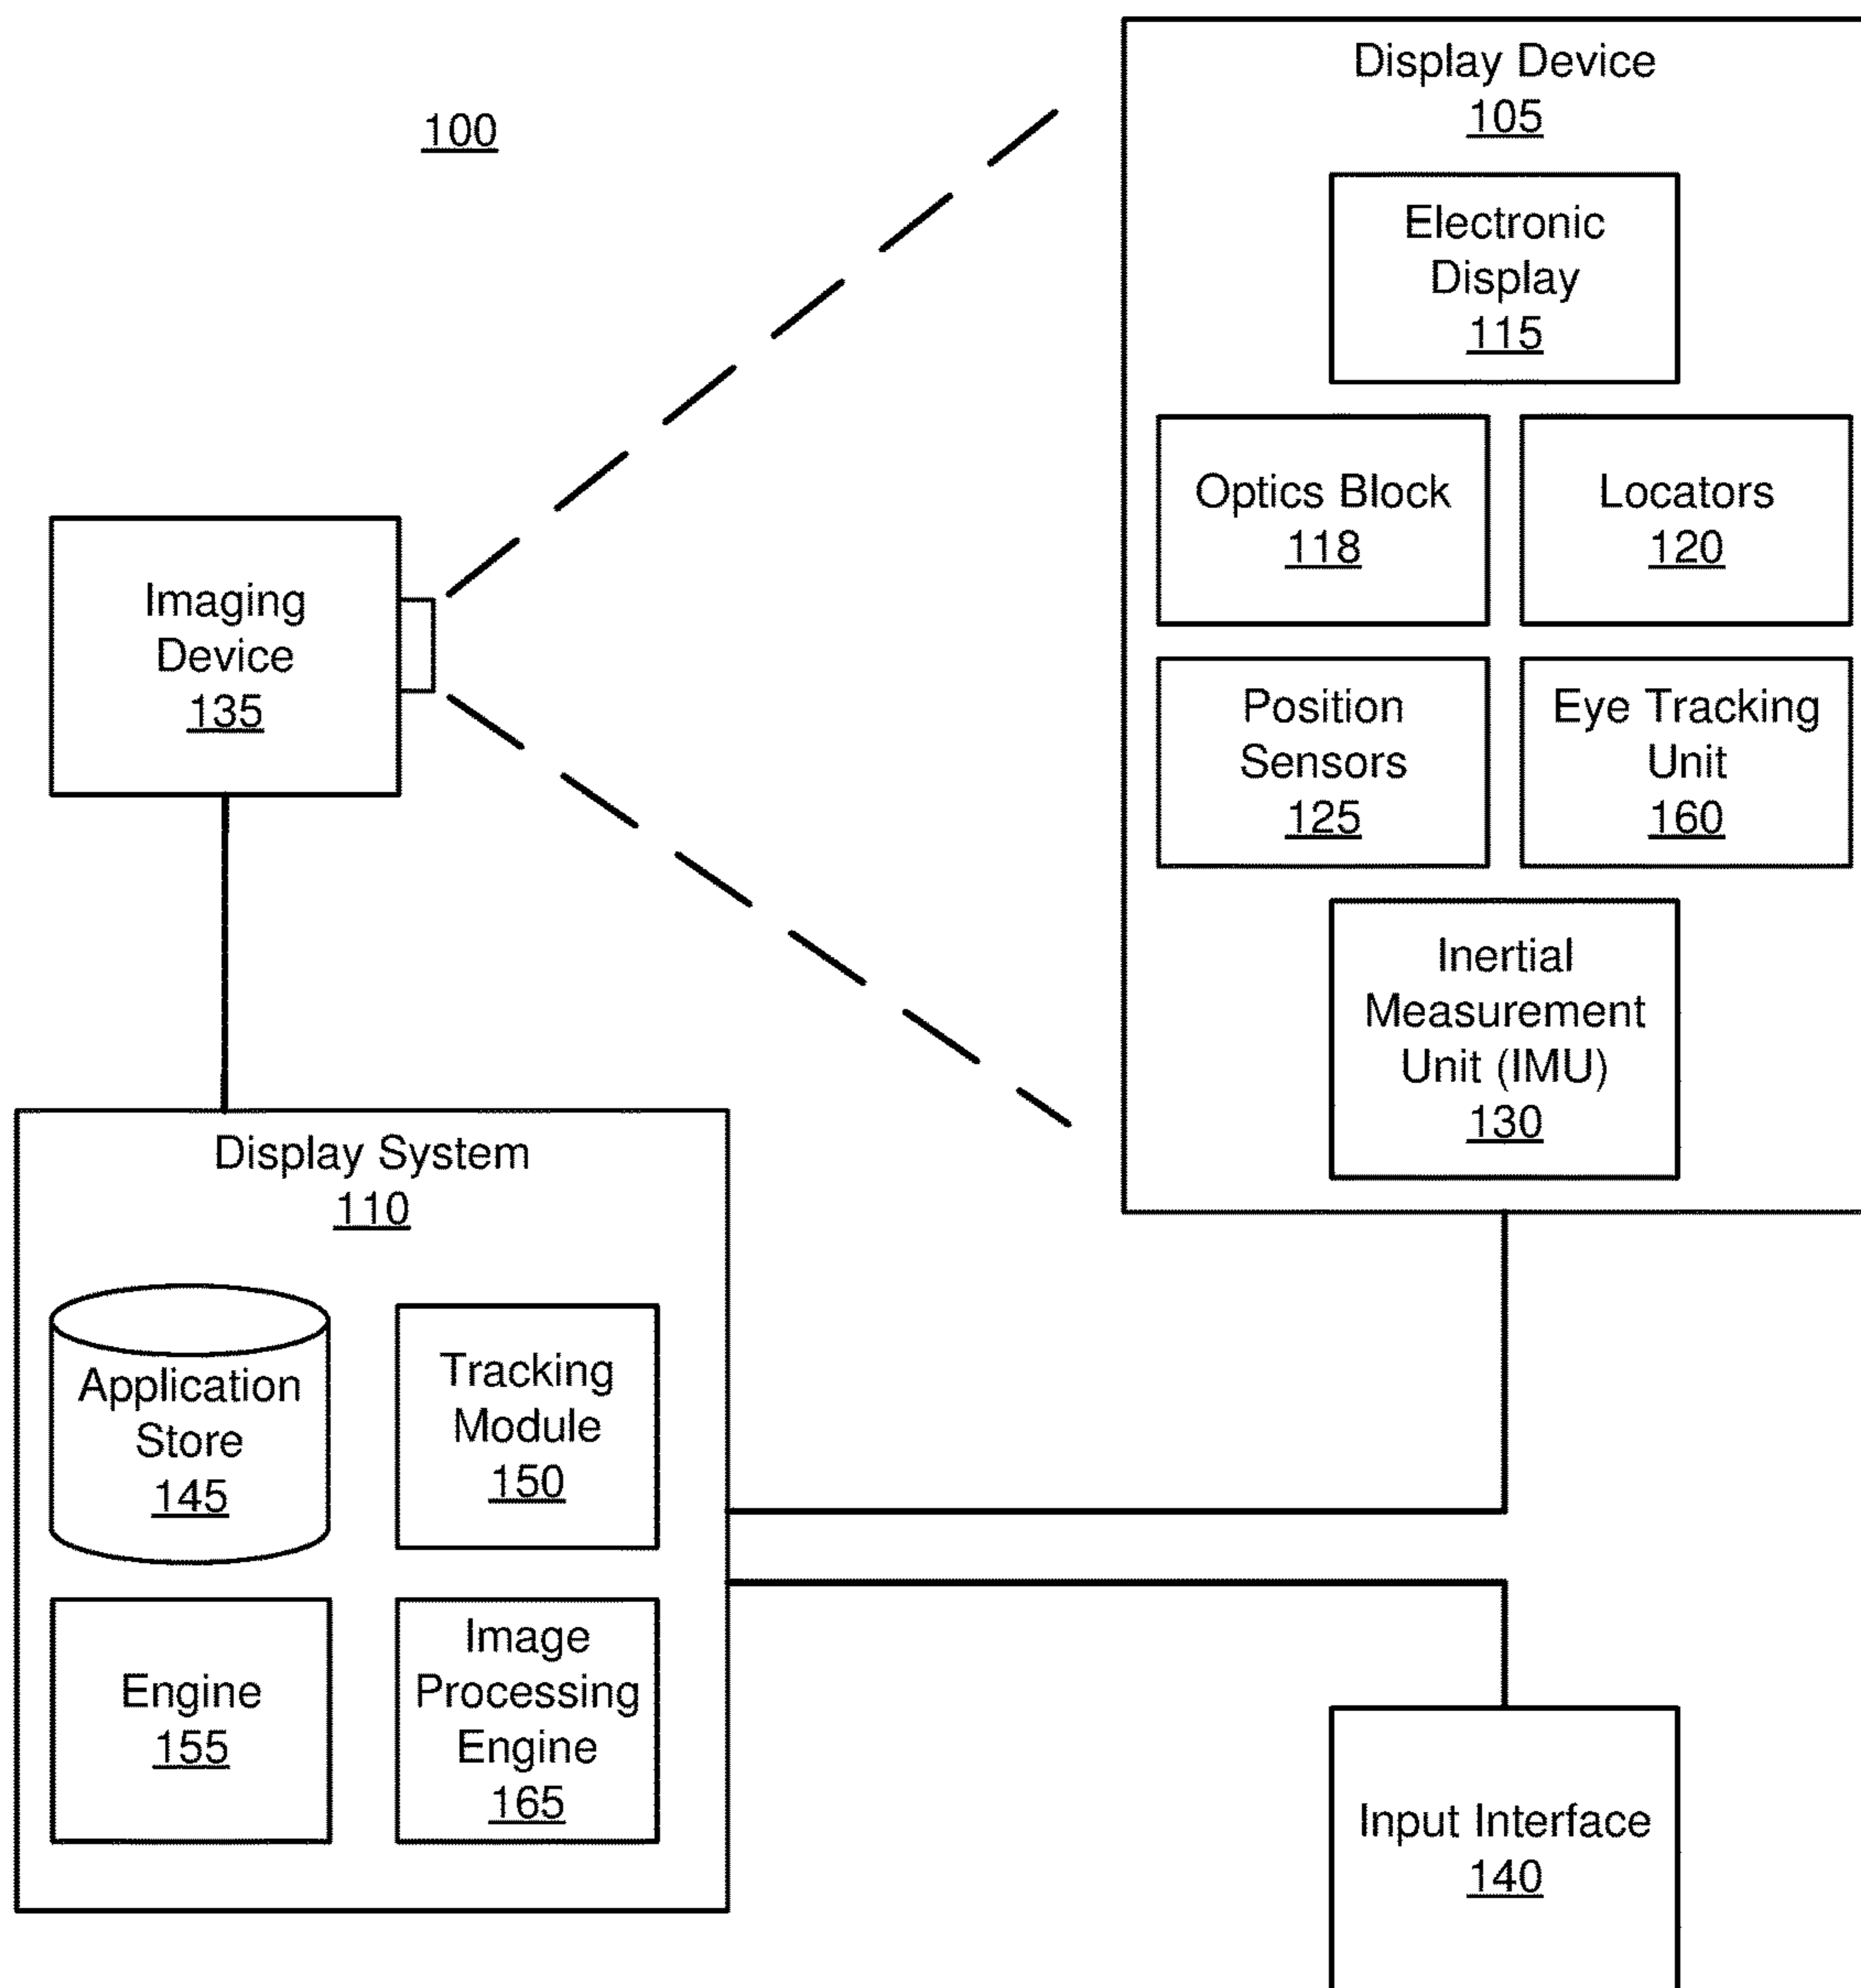 100
Display Device
105
Electronic
Display
115
Optics Block
118
Locators
120
Position
Sensors
125
Eye Tracking
Unit
160
Inertial
Measurement
Unit (IMU)
130
Imaging
Device
135
Display System
110
Application
Store
145
Tracking
Module
150
Engine
155
Image
Processing
Engine
165
Input Interface
140